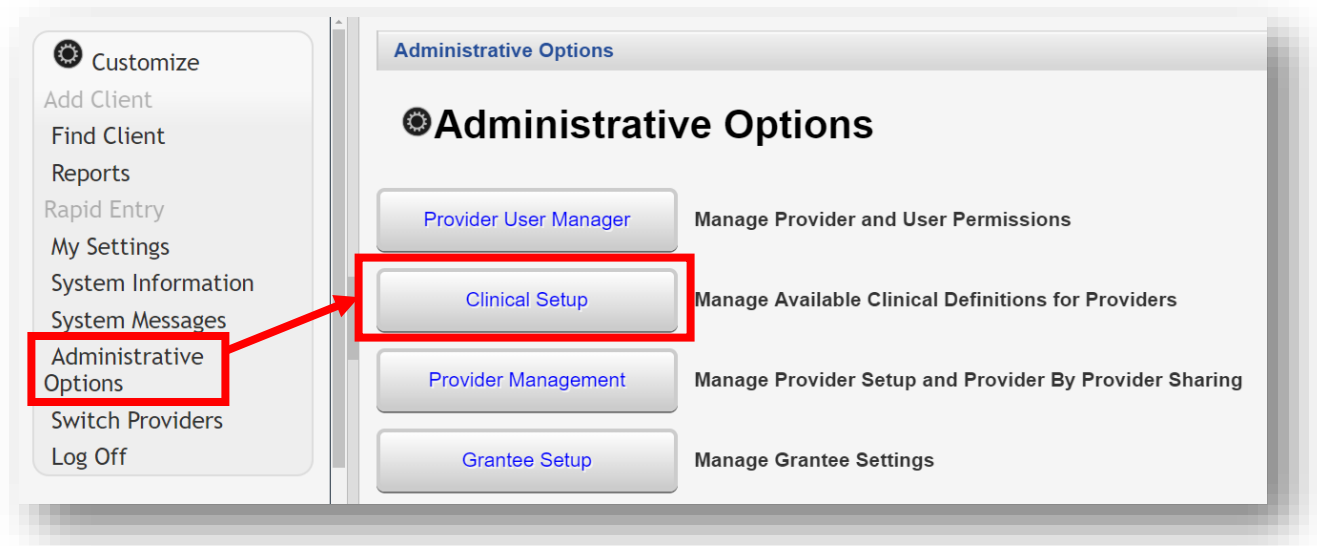 Customize
Add Client
Find Client
Reports
Rapid Entry
My Settings
System Information
System Messages
Administrative
Options
Switch Providers
Log Off
Administrative Options
Administrative Options
Provider User Manager
Manage Provider and User Permissions
Clinical Setup
Manage Available Clinical Definitions for Providers
Provider Management
Manage Provider Setup and Provider By Provider Sharing
Grantee Setup
Manage Grantee Settings